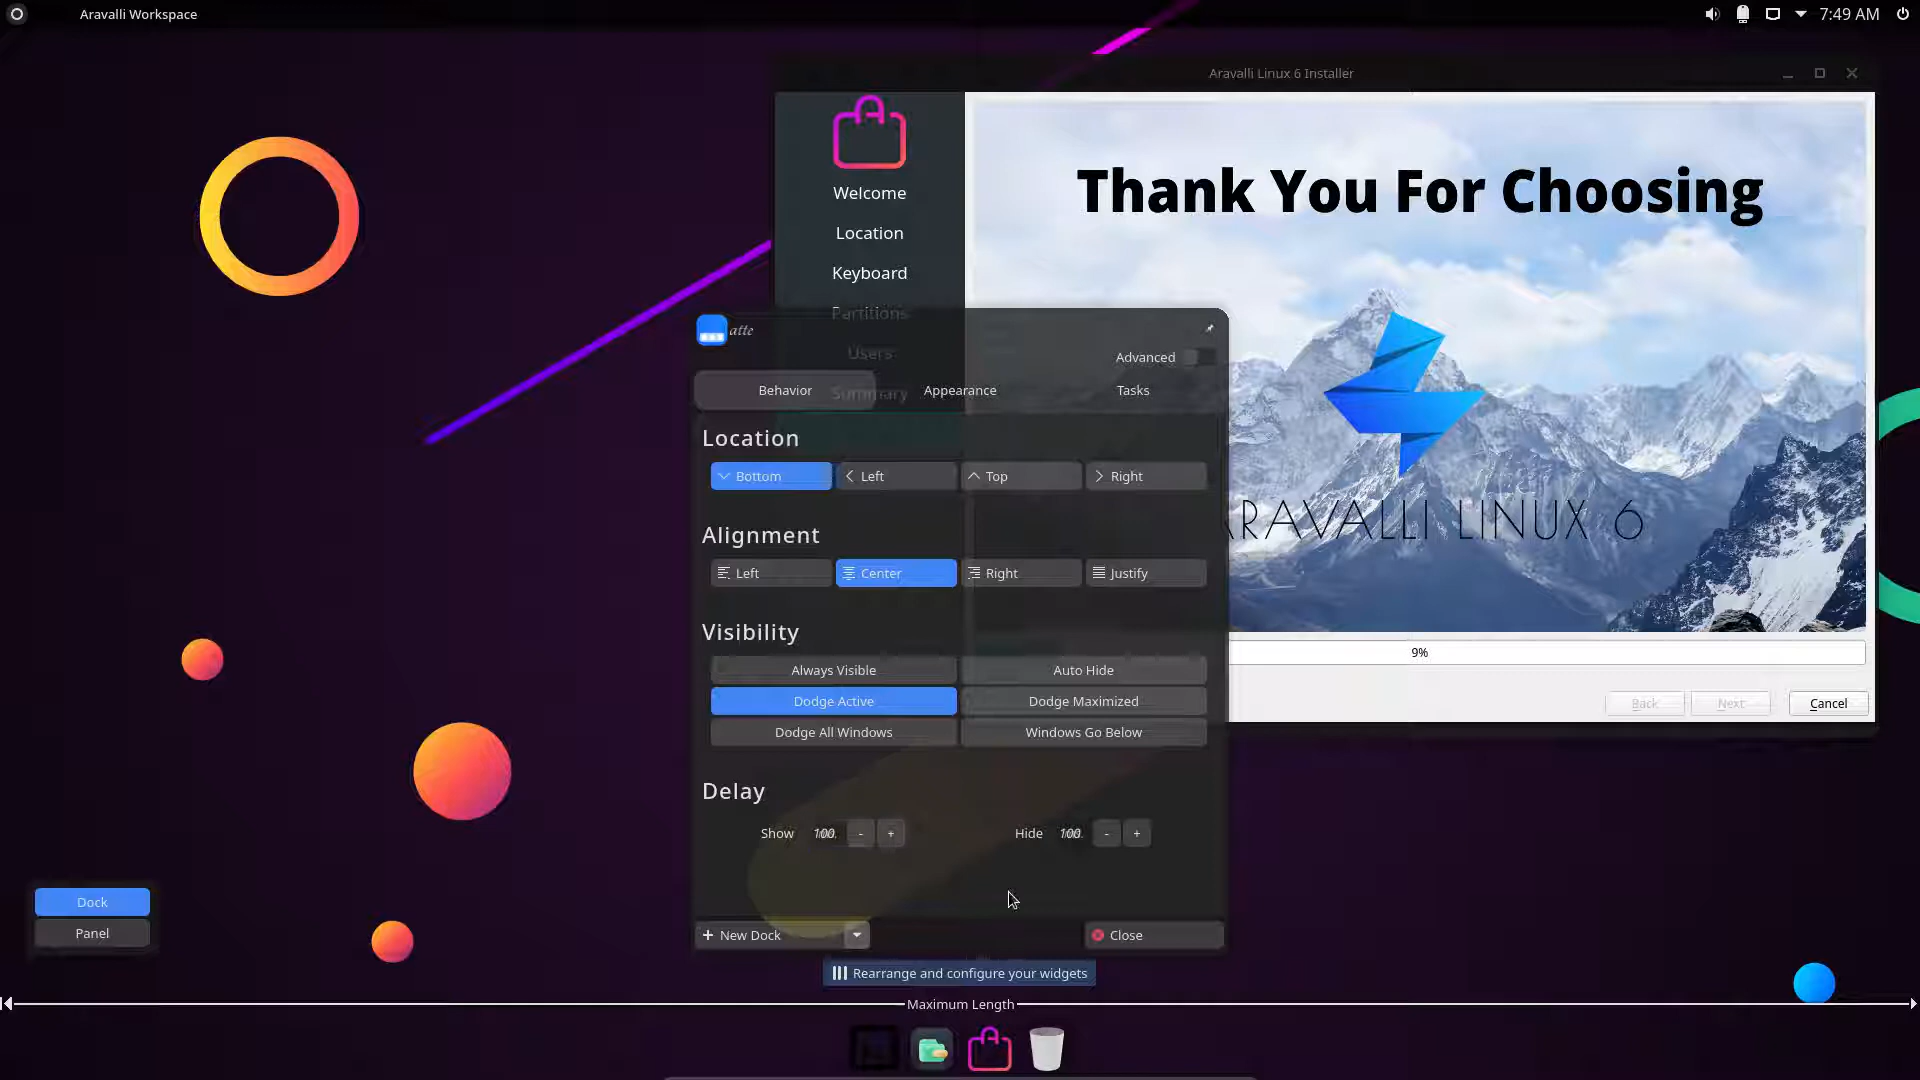 Aravalli Workspace
7:49 AM
Aravalli Linux 6 Installer
Welcome
Location
Keyboard
Partitions
Users
Summary
Thank You For Choosing
ARAVALLI LINUX 6
9%
Back
Next
Cancel
atte
Advanced
Behavior
Appearance
Tasks
Location
Bottom
Left
Top
Right
Alignment
Left
Center
Right
Justify
Visibility
Always Visible
Auto Hide
Dodge Active
Dodge Maximized
Dodge All Windows
Windows Go Below
Delay
Show 100 - +
Hide 100 - +
+ New Dock
Close
Dock
Panel
Rearrange and configure your widgets
Maximum Length